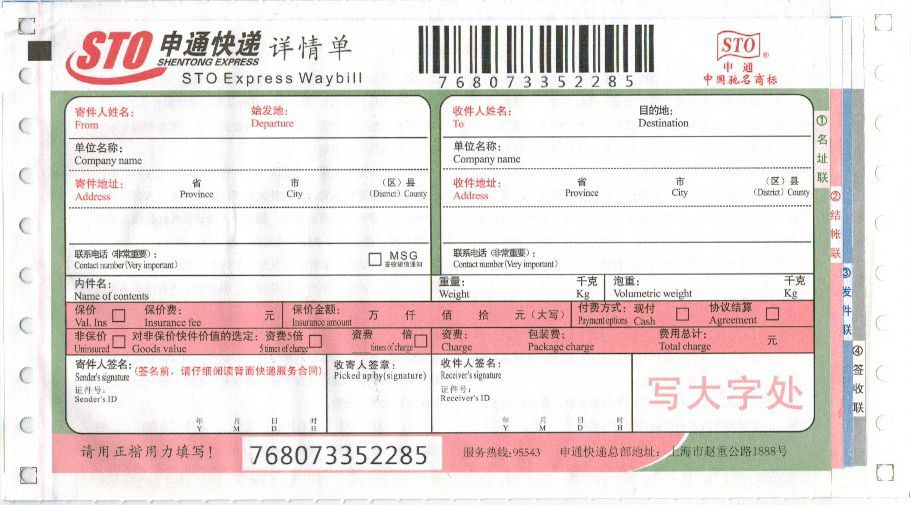 STO 申通快递 详情单
SHENTONG EXPRESS
STO Express Waybill
768073352285
STO ®
申 通
中国驰名商标
寄件人姓名: 始发地:
From Departure
单位名称:
Company name
寄件地址: 省 市 （区）县
Address Province City (District) County
联系电话（非常重要）: MSG
Contact number(Very important) 签收短信通知
收件人姓名: 目的地:
To Destination
单位名称:
Company name
收件地址: 省 市 （区）县
Address Province City (District) County
联系电话（非常重要）:
Contact number(Very important)
内件名: 重量: 千克 泡重: 千克
Name of contents Weight Kg Volumetric weight Kg
保价 保价费: 元 保价金额: 万 仟 佰 拾 元（大写） 付费方式: 现付 协议结算
Val. Ins Insurance fee Insurance amount Payment options Cash Agreement
非保价 对非保价快件价值的选定: 资费5倍 资费 倍 资费: 包装费: 费用总计: 元
Uninsured Goods value 5 times of charge times of charge Charge Package charge Total charge
寄件人签名: (签名前，请仔细阅读背面快递服务合同)
Sender's signature
证件号:
Sender's ID
年 月 日 时
Y M D H
收寄人签章:
Picked up by(signature)
收件人签名:
Receiver's signature
证件号:
Receiver's ID
年 月 日 时
Y M D H
写大字处
请用正楷用力填写! 768073352285 服务热线:95543 申通快递总部地址: 上海市赵重公路1888号
①名址联
②结帐联
③发件联
④签收联